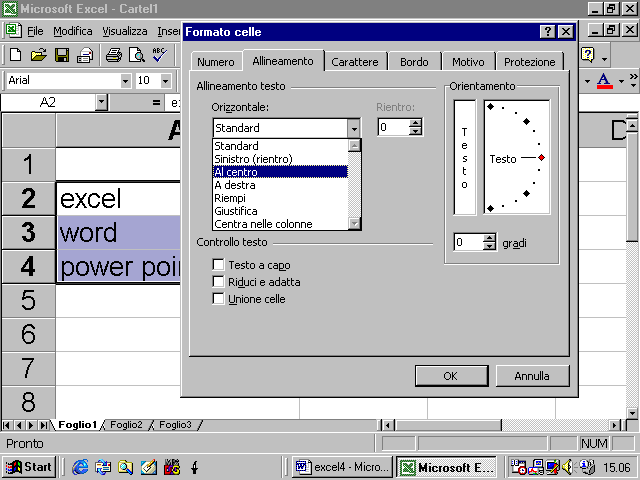 Microsoft Excel - Cartel1
File Modifica Visualizza Inser
Arial 10
A2 = e
D
1
2 excel
3 word
4 power poin
5
6
7
8
Formato celle
Numero Allineamento Carattere Bordo Motivo Protezione
Allineamento testo
Orizzontale: Rientro:
Standard 0
Standard
Sinistro (rientro)
Al centro
A destra
Riempi
Giustifica
Centra nelle colonne
Orientamento
Testo
Testo
0 gradi
Controllo testo
Testo a capo
Riduci e adatta
Unione celle
OK Annulla
Foglio1 Foglio2 Foglio3
Pronto NUM
Start excel4 - Micro... Microsoft E... 15.06